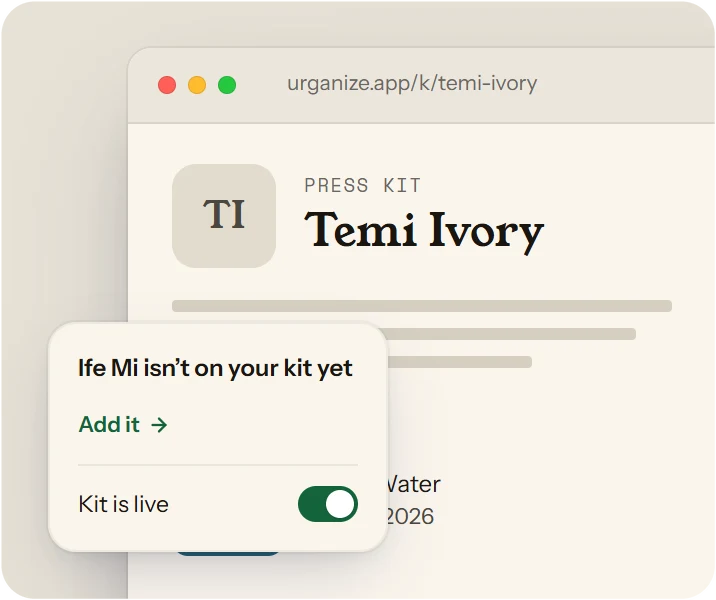 urganize.app/k/temi-ivory
TI
PRESS KIT
Temi Ivory
Ife Mi isn’t on your kit yet
Add it →
Kit is live
2026